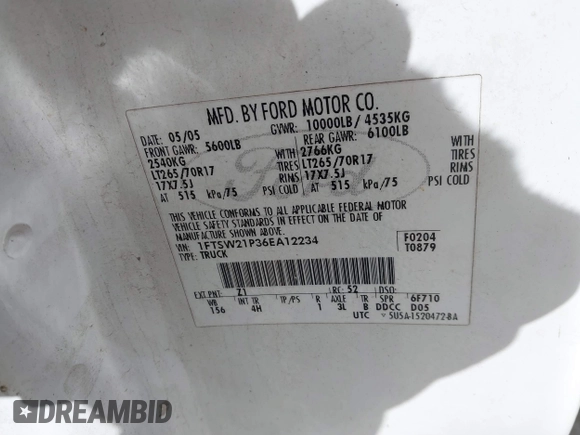 MFD. BY FORD MOTOR CO.
DATE: 05/05 GVWR: 10000LB/ 4535KG
FRONT GAWR: 5600LB REAR GAWR: 6100LB
2540KG WITH 2766KG WITH
LT265/70R17 TIRES LT265/70R17 TIRES
17X7.5J RIMS 17X7.5J RIMS
AT 515 kPa/75 PSI COLD AT 515 kPa/75 PSI COLD
THIS VEHICLE CONFORMS TO ALL APPLICABLE FEDERAL MOTOR
VEHICLE SAFETY STANDARDS IN EFFECT ON THE DATE OF
MANUFACTURE SHOWN ABOVE.
VIN: 1FTSW21P36EA12234 F0204
TYPE: TRUCK T0879
EXT PNT: Z1 RC: 52 DSO:
WB INT TR TP/PS R AXLE TR SPR 6F710
156 4H 1 3L B DDCC D05
UTC SU5A-1520472-BA
Ford
DREAMBID